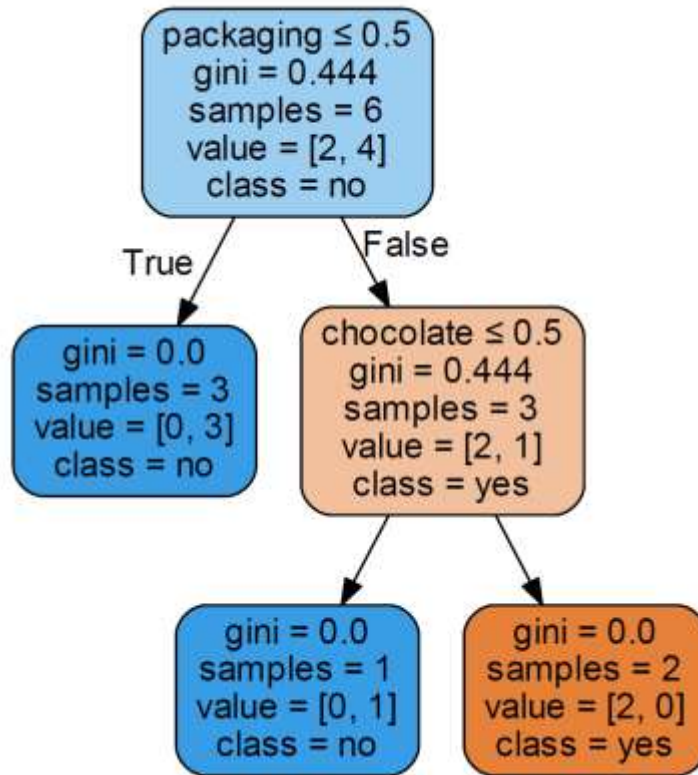 packaging ≤ 0.5
gini = 0.444
samples = 6
value = [2, 4]
class = no
True
False
gini = 0.0
samples = 3
value = [0, 3]
class = no
chocolate ≤ 0.5
gini = 0.444
samples = 3
value = [2, 1]
class = yes
gini = 0.0
samples = 1
value = [0, 1]
class = no
gini = 0.0
samples = 2
value = [2, 0]
class = yes